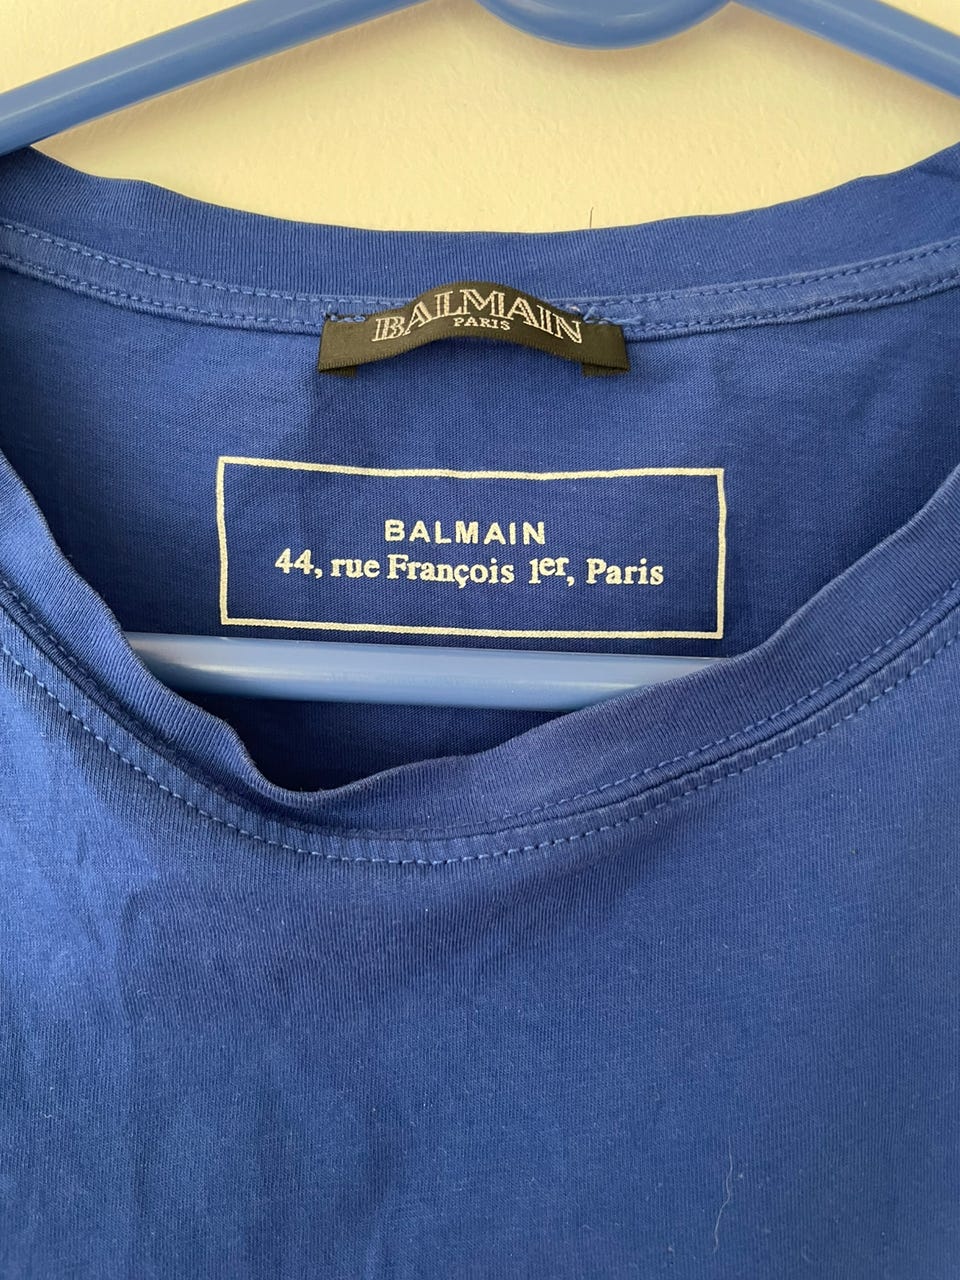 BALMAIN
PARIS
BALMAIN
44, rue François 1er, Paris